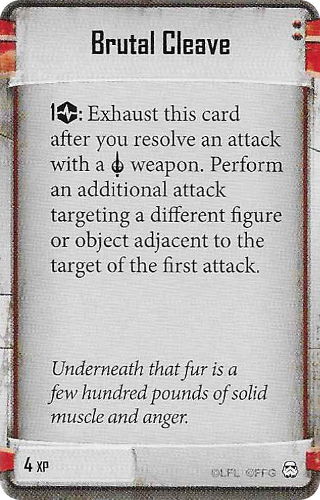 Brutal Cleave
1: Exhaust this card
after you resolve an attack
with a weapon. Perform
an additional attack
targeting a different figure
or object adjacent to the
target of the first attack.
Underneath that fur is a
few hundred pounds of solid
muscle and anger.
4 XP
©LFL ©FFG